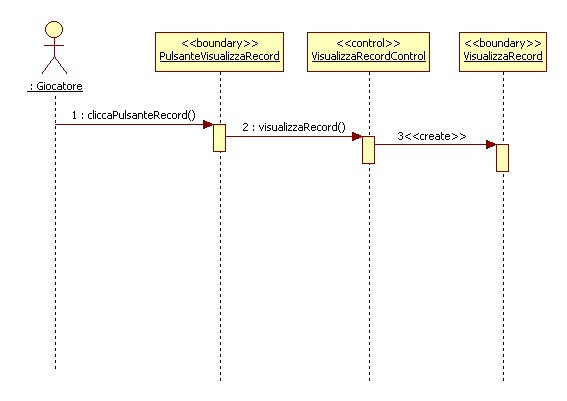 <<boundary>>
PulsanteVisualizzaRecord
<<control>>
VisualizzaRecordControl
<<boundary>>
VisualizzaRecord
: Giocatore
1 : cliccaPulsanteRecord()
2 : visualizzaRecord()
3<<create>>